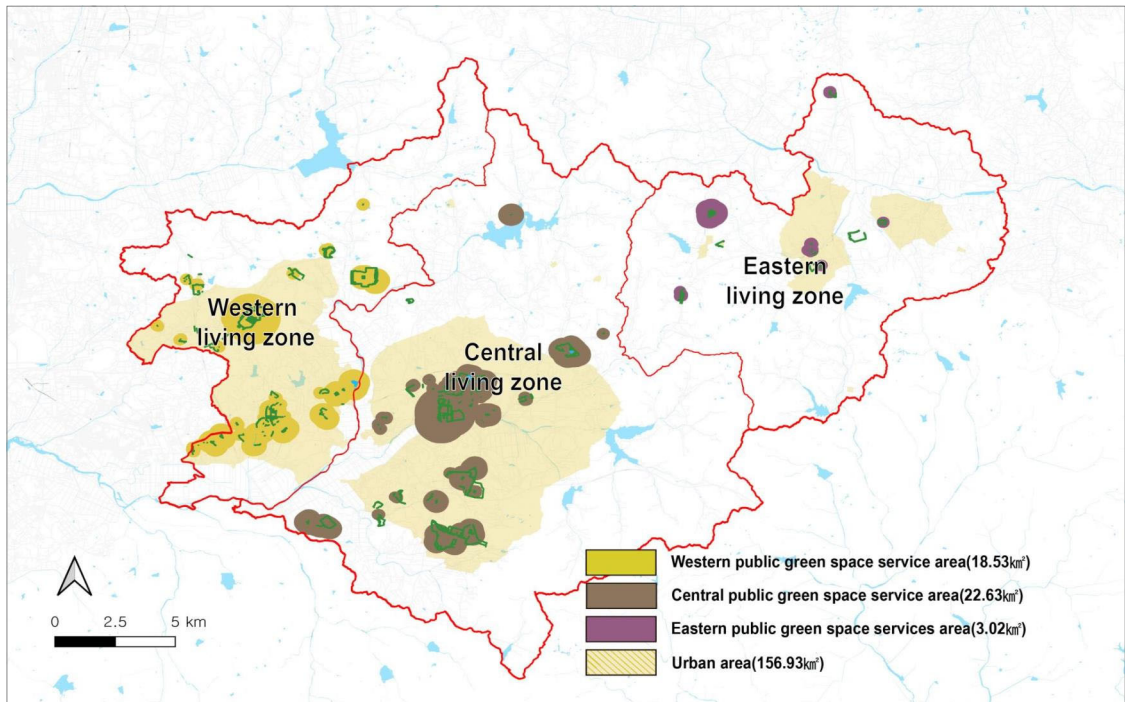 Western
living zone
Central
living zone
Eastern
living zone
0 2.5 5 km
Western public green space service area(18.53㎢)
Central public green space service area(22.63㎢)
Eastern public green space services area(3.02㎢)
Urban area(156.93㎢)